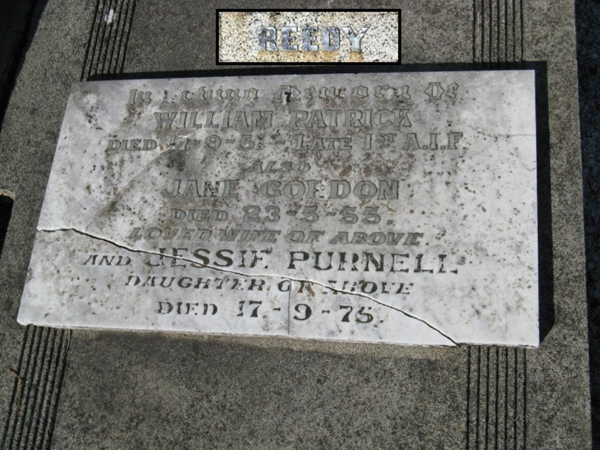 REEDY
In Loving Memory Of
WILLIAM PATRICK
DIED LATE 1ST A.I.F.
ALSO
JANE GORDON
DIED 23-5-55.
LOVED WIFE OF ABOVE.
AND JESSIE PURNELL
DAUGHTER OF ABOVE
DIED 17-9-75.